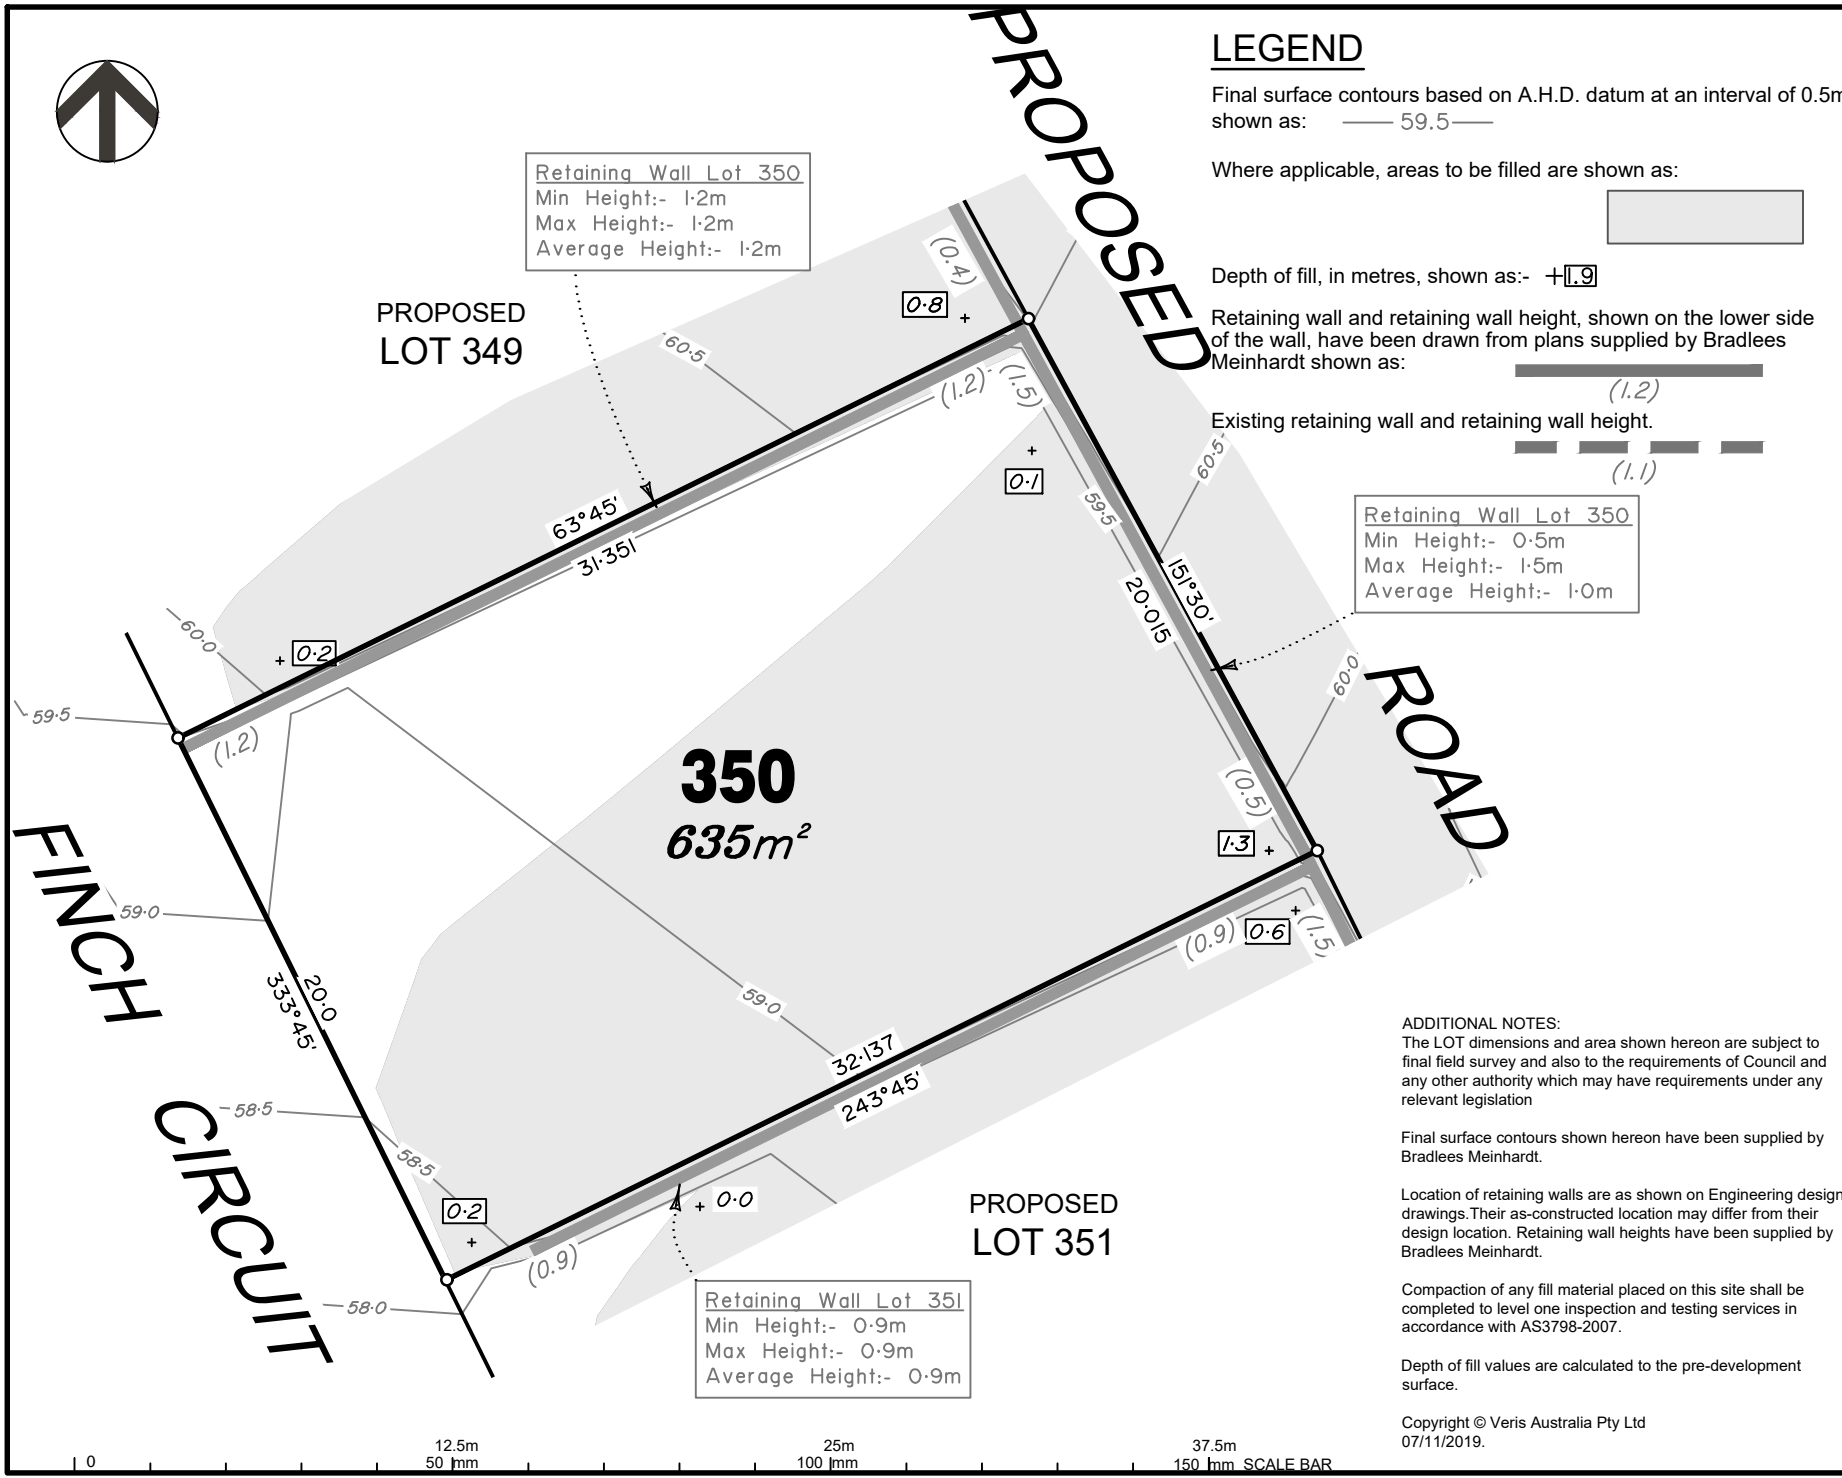 LEGEND
Final surface contours based on A.H.D. datum at an interval of 0.5m
shown as: 59.5
Where applicable, areas to be filled are shown as:
Depth of fill, in metres, shown as:- +1.9
Retaining wall and retaining wall height, shown on the lower side
of the wall, have been drawn from plans supplied by Bradlees
Meinhardt shown as:
(1.2)
Existing retaining wall and retaining wall height.
(1.1)
PROPOSED
ROAD
Retaining Wall Lot 350
Min Height:- 1·2m
Max Height:- 1·2m
Average Height:- 1·2m
PROPOSED
LOT 349
(0.4)
0·8
60·5
(1.2)
(1.5)
0·1
59·5
60·5
63°45'
31·351
151°30'
20·015
Retaining Wall Lot 350
Min Height:- 0·5m
Max Height:- 1·5m
Average Height:- 1·0m
60·0
0·2
60·0
59·5
(1.2)
350
635m²
(0.5)
1·3
(0.9)
0·6
(1.5)
FINCH
CIRCUIT
59·0
20·0
333°45'
59·0
32·137
243°45'
58·5
58·5
0·2
0·0
(0.9)
58·0
PROPOSED
LOT 351
Retaining Wall Lot 351
Min Height:- 0·9m
Max Height:- 0·9m
Average Height:- 0·9m
ADDITIONAL NOTES:
The LOT dimensions and area shown hereon are subject to
final field survey and also to the requirements of Council and
any other authority which may have requirements under any
relevant legislation
Final surface contours shown hereon have been supplied by
Bradlees Meinhardt.
Location of retaining walls are as shown on Engineering design
drawings.Their as-constructed location may differ from their
design location. Retaining wall heights have been supplied by
Bradlees Meinhardt.
Compaction of any fill material placed on this site shall be
completed to level one inspection and testing services in
accordance with AS3798-2007.
Depth of fill values are calculated to the pre-development
surface.
Copyright © Veris Australia Pty Ltd
07/11/2019.
12.5m 25m 37.5m
0 50 mm 100 mm 150 mm SCALE BAR